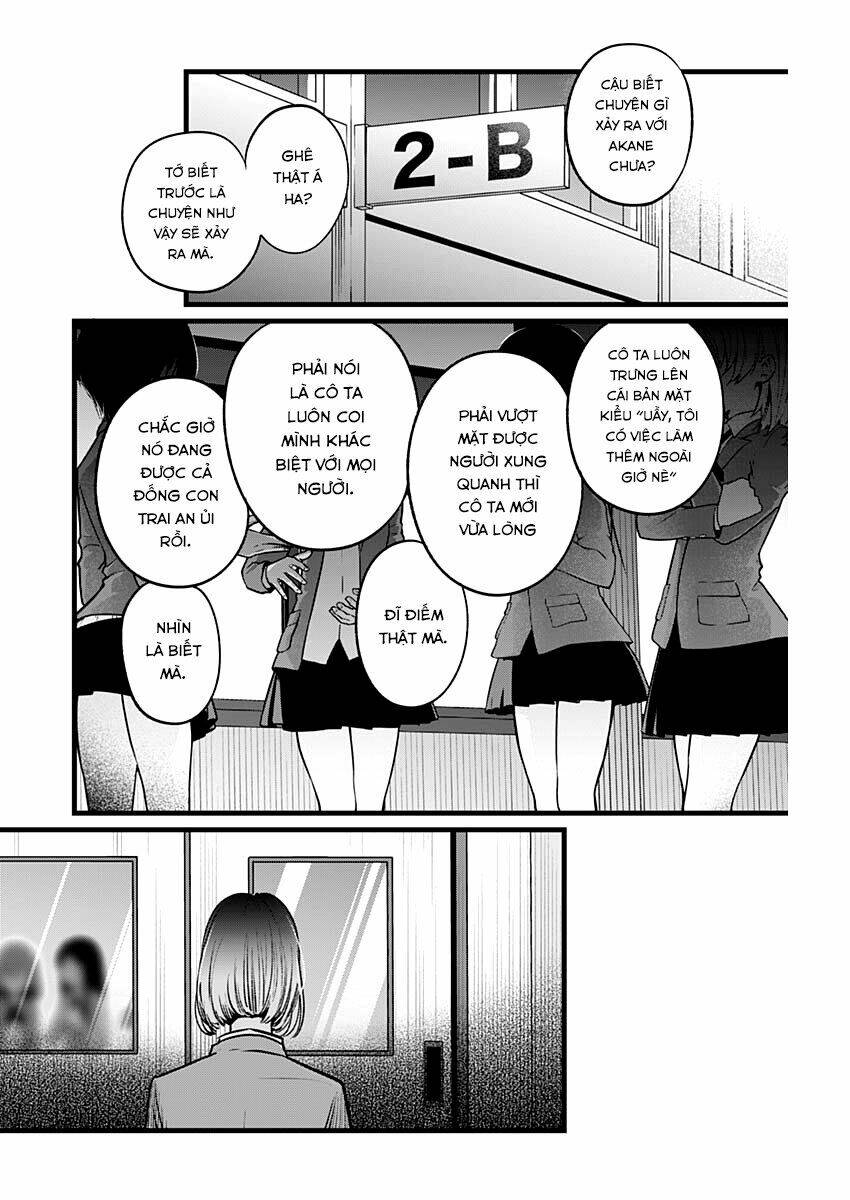 CẬU BIẾT
CHUYỆN GÌ
XẢY RA VỚI
AKANE
CHƯA?
2-B
GHÊ
THẬT Á
HA?
TỚ BIẾT
TRƯỚC LÀ
CHUYỆN NHƯ
VẬY SẼ XẢY
RA MÀ.
CÔ TA LUÔN
TRƯNG LÊN
CÁI BẢN MẶT
KIỂU “UẦY, TÔI
CÓ VIỆC LÀM
THÊM NGOÀI
GIỜ NÈ”
PHẢI VƯỢT
MẶT ĐƯỢC
NGƯỜI XUNG
QUANH THÌ
CÔ TA MỚI
VỪA LÒNG
PHẢI NÓI
LÀ CÔ TA
LUÔN COI
MÌNH KHÁC
BIỆT VỚI MỌI
NGƯỜI.
ĐĨ ĐIẾM
THẬT MÀ.
CHẮC GIỜ
NÓ ĐANG
ĐƯỢC CẢ
ĐỐNG CON
TRAI AN ỦI
RỒI.
NHÌN
LÀ BIẾT
MÀ.